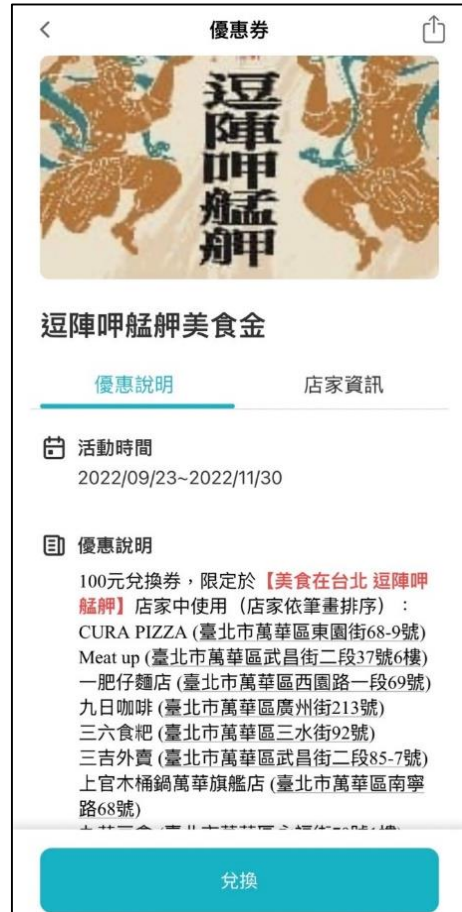 優惠券
逗陣呷艋舺
逗陣呷艋舺美食金
優惠說明
店家資訊
活動時間
2022/09/23~2022/11/30
優惠說明
100元兌換券，限定於【美食在台北 逗陣呷
艋舺】店家中使用（店家依筆畫排序）：
CURA PIZZA (臺北市萬華區東園街68-9號)
Meat up (臺北市萬華區武昌街二段37號6樓)
一肥仔麵店 (臺北市萬華區西園路一段69號)
九日咖啡 (臺北市萬華區廣州街213號)
三六食粑 (臺北市萬華區三水街92號)
三吉外賣 (臺北市萬華區武昌街二段85-7號)
上官木桶鍋萬華旗艦店 (臺北市萬華區南寧
路68號)
兌換